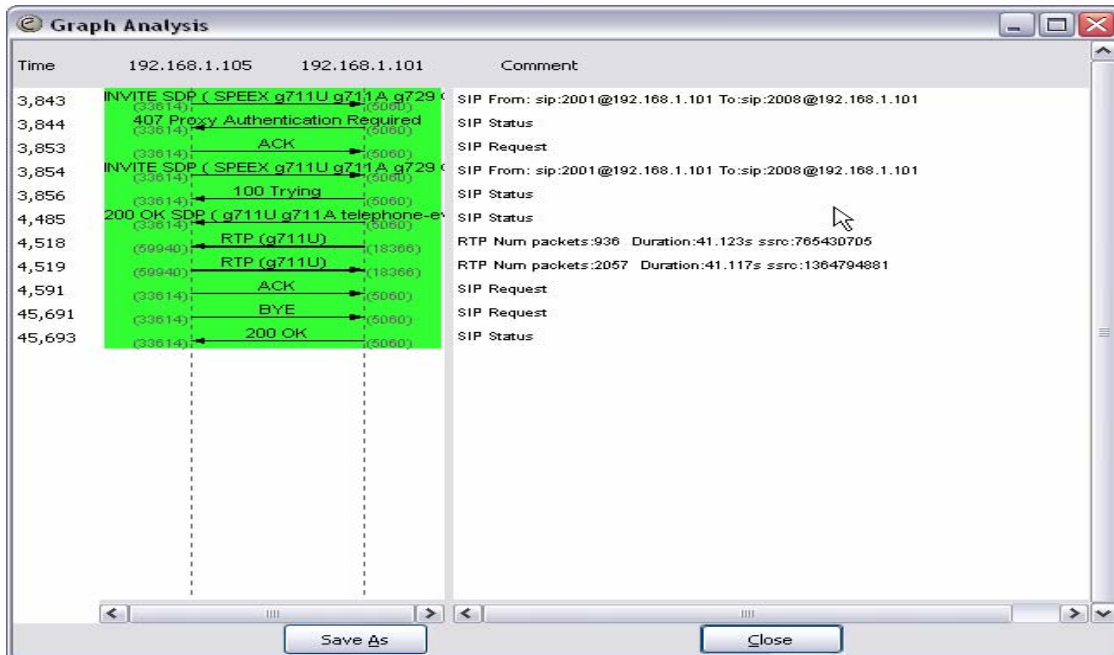 Graph Analysis
Time 192.168.1.105 192.168.1.101 Comment
3,843 INVITE SDP ( SPEEX g711U g711A g729 (33614) (5060) SIP From: sip:2001@192.168.1.101 To:sip:2008@192.168.1.101
3,844 407 Proxy Authentication Required (33614) (5060) SIP Status
3,853 ACK (33614) (5060) SIP Request
3,854 INVITE SDP ( SPEEX g711U g711A g729 (33614) (5060) SIP From: sip:2001@192.168.1.101 To:sip:2008@192.168.1.101
3,856 100 Trying (33614) (5060) SIP Status
4,485 200 OK SDP ( g711U g711A telephone-ev (33614) (5060) SIP Status
4,518 RTP (g711U) (59940) (18366) RTP Num packets:936 Duration:41.123s ssrc:765430705
4,519 RTP (g711U) (59940) (18366) RTP Num packets:2057 Duration:41.117s ssrc:1364794881
4,591 ACK (33614) (5060) SIP Request
45,691 BYE (33614) (5060) SIP Request
45,693 200 OK (33614) (5060) SIP Status
Save As Close